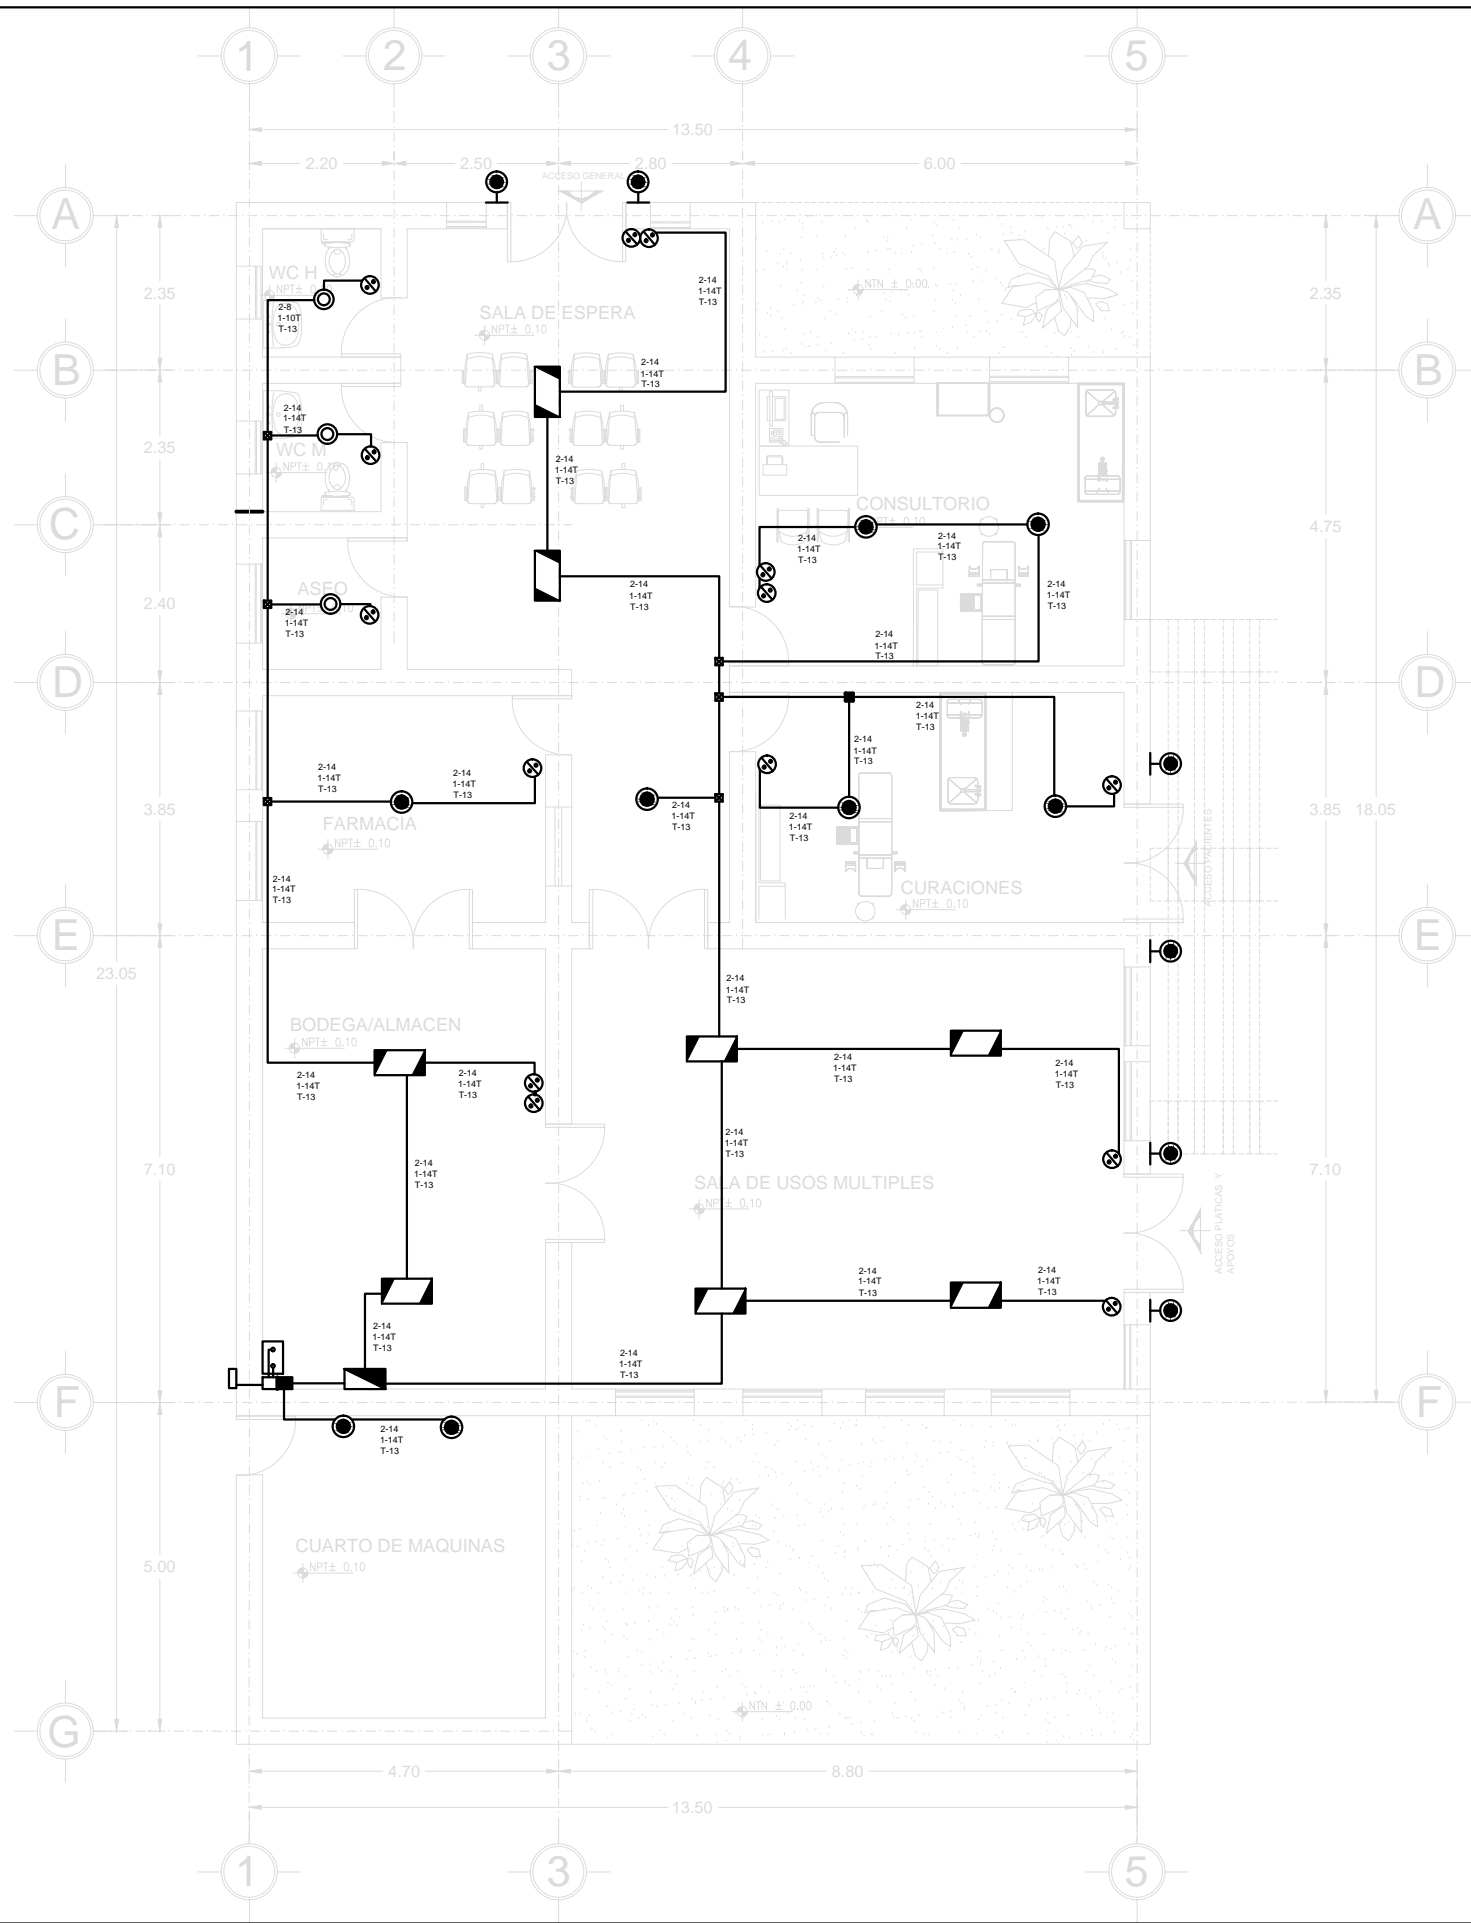 1
2
3
4
5
13.50
2.20
2.50
2.80
6.00
ACCESO GENERAL
A
A
2.35
WC H
NPT± 0.10
2-8
1-10T
T-13
SALA DE ESPERA
NPT± 0.10
2-14
1-14T
T-13
NTN ± 0.00
2.35
B
B
2-14
1-14T
T-13
2-14
1-14T
T-13
2.35
WC M
NPT± 0.10
2-14
1-14T
T-13
CONSULTORIO
NPT± 0.10
C
C
4.75
2-14
1-14T
T-13
2-14
1-14T
T-13
2.40
ASEO
2-14
1-14T
T-13
2-14
1-14T
T-13
2-14
1-14T
T-13
2-14
1-14T
T-13
D
D
2-14
1-14T
T-13
2-14
1-14T
T-13
2-14
1-14T
T-13
2-14
1-14T
T-13
3.85
FARMACIA
NPT± 0.10
2-14
1-14T
T-13
2-14
1-14T
T-13
3.85
18.05
ACCESO PACIENTES
2-14
1-14T
T-13
CURACIONES
NPT± 0.10
E
E
23.05
2-14
1-14T
T-13
BODEGA/ALMACEN
NPT± 0.10
2-14
1-14T
T-13
2-14
1-14T
T-13
2-14
1-14T
T-13
2-14
1-14T
T-13
2-14
1-14T
T-13
7.10
2-14
1-14T
T-13
SALA DE USOS MULTIPLES
NPT± 0.10
7.10
ACCESO PLATICAS Y
APOYOS
2-14
1-14T
T-13
2-14
1-14T
T-13
2-14
1-14T
T-13
2-14
1-14T
T-13
F
F
2-14
1-14T
T-13
5.00
CUARTO DE MAQUINAS
NPT± 0.10
NTN ± 0.00
G
4.70
8.80
13.50
1
3
5